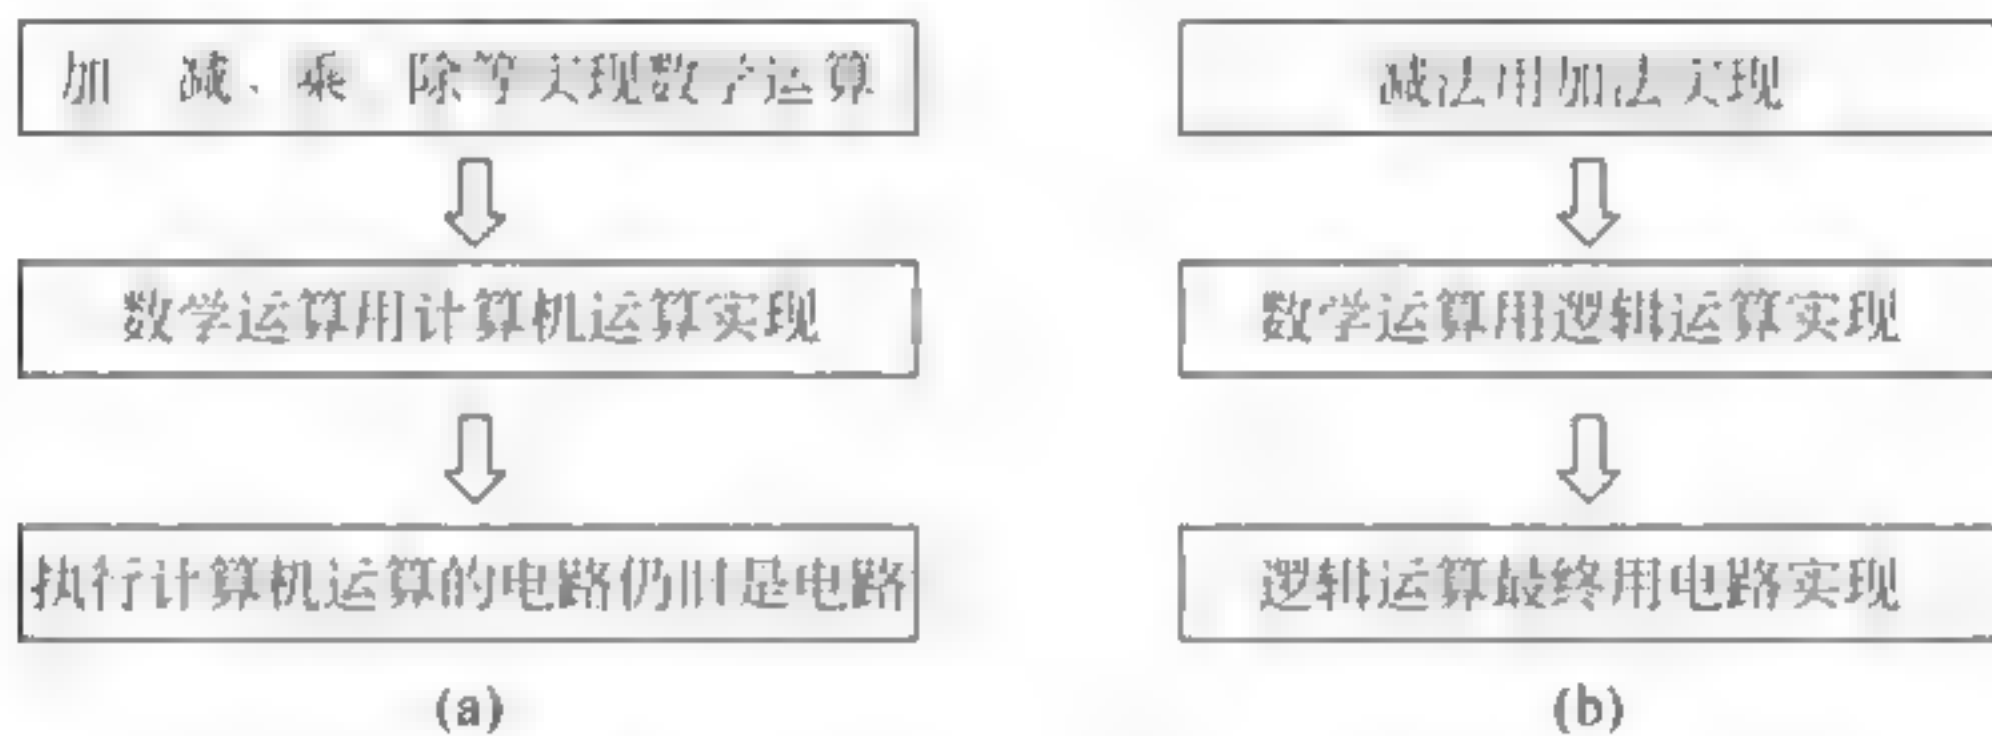 加、减、乘、除等实现数学运算
数学运算用计算机运算实现
执行计算机运算的电路仍旧是电路
(a)
减法用加法实现
数学运算用逻辑运算实现
逻辑运算最终用电路实现
(b)